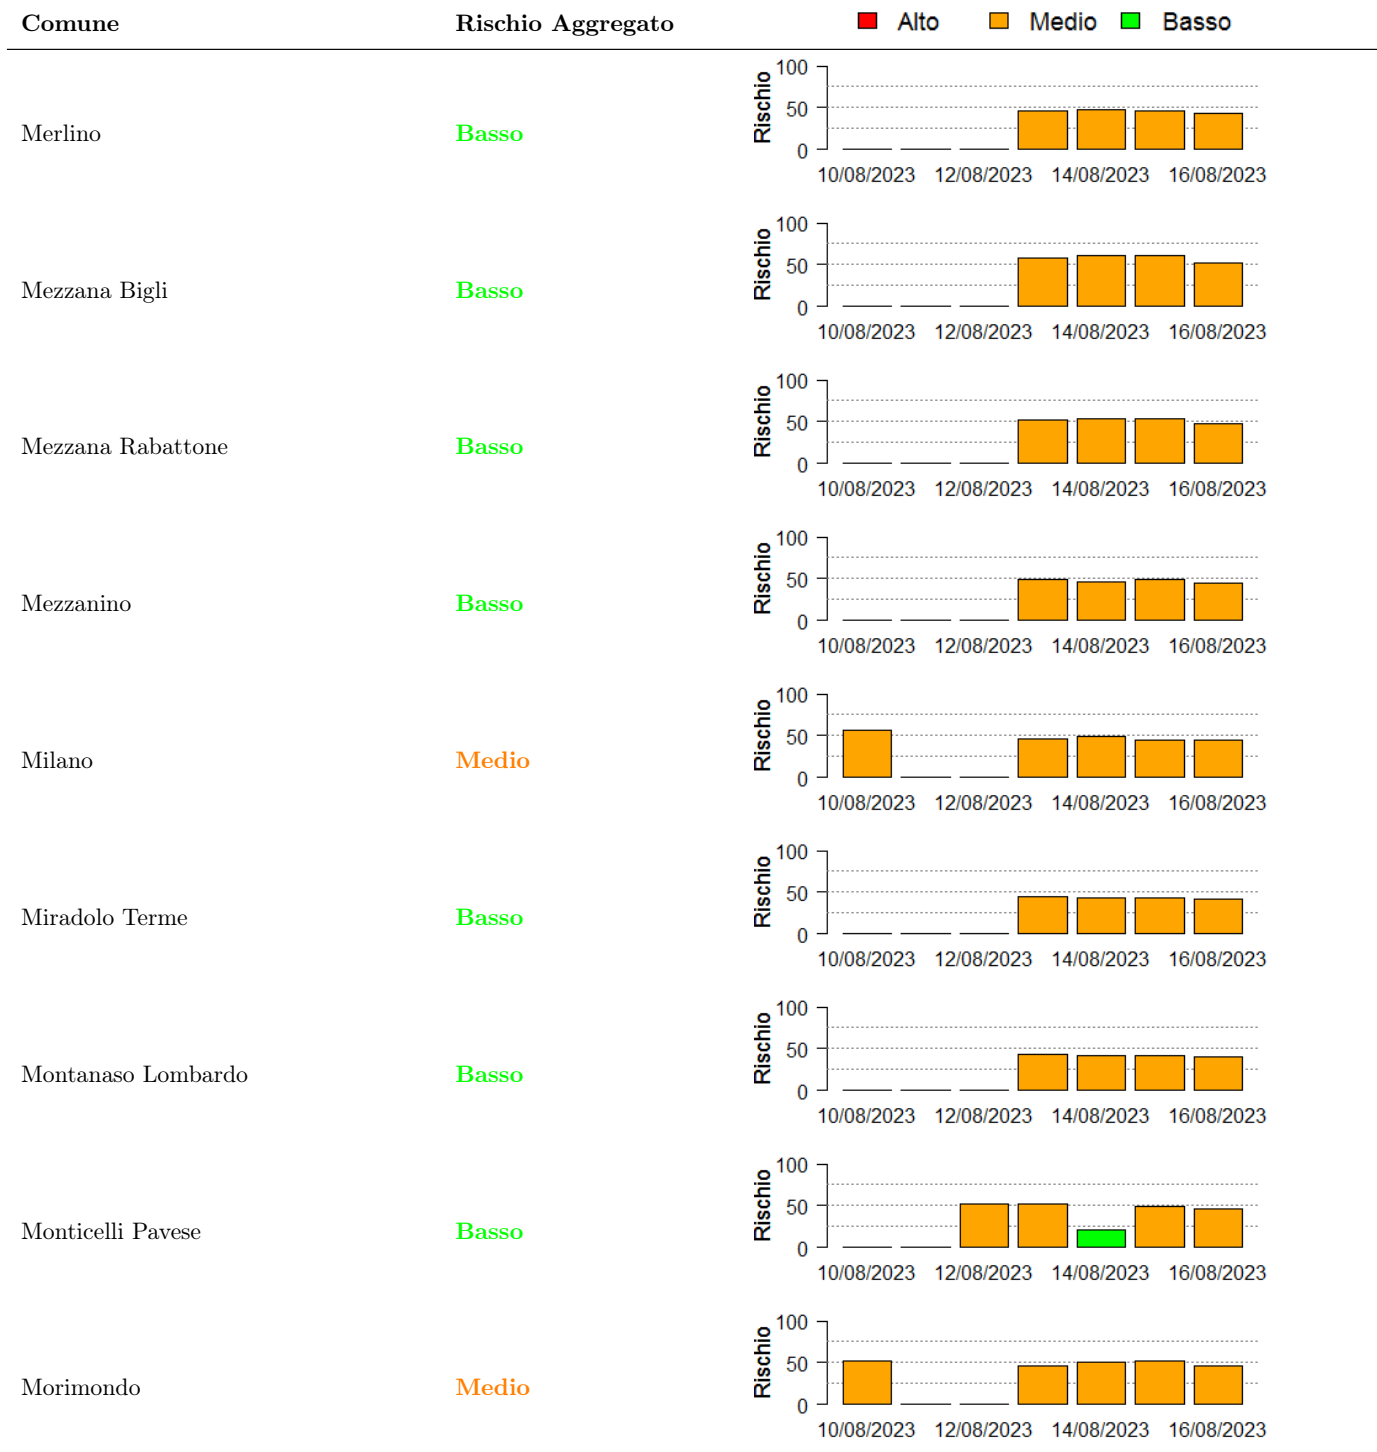 Comune Rischio Aggregato Alto Medio Basso
Merlino Basso
Rischio
100
50
0
10/08/2023 12/08/2023 14/08/2023 16/08/2023
Mezzana Bigli Basso
Rischio
100
50
0
10/08/2023 12/08/2023 14/08/2023 16/08/2023
Mezzana Rabattone Basso
Rischio
100
50
0
10/08/2023 12/08/2023 14/08/2023 16/08/2023
Mezzanino Basso
Rischio
100
50
0
10/08/2023 12/08/2023 14/08/2023 16/08/2023
Milano Medio
Rischio
100
50
0
10/08/2023 12/08/2023 14/08/2023 16/08/2023
Miradolo Terme Basso
Rischio
100
50
0
10/08/2023 12/08/2023 14/08/2023 16/08/2023
Montanaso Lombardo Basso
Rischio
100
50
0
10/08/2023 12/08/2023 14/08/2023 16/08/2023
Monticelli Pavese Basso
Rischio
100
50
0
10/08/2023 12/08/2023 14/08/2023 16/08/2023
Morimondo Medio
Rischio
100
50
0
10/08/2023 12/08/2023 14/08/2023 16/08/2023